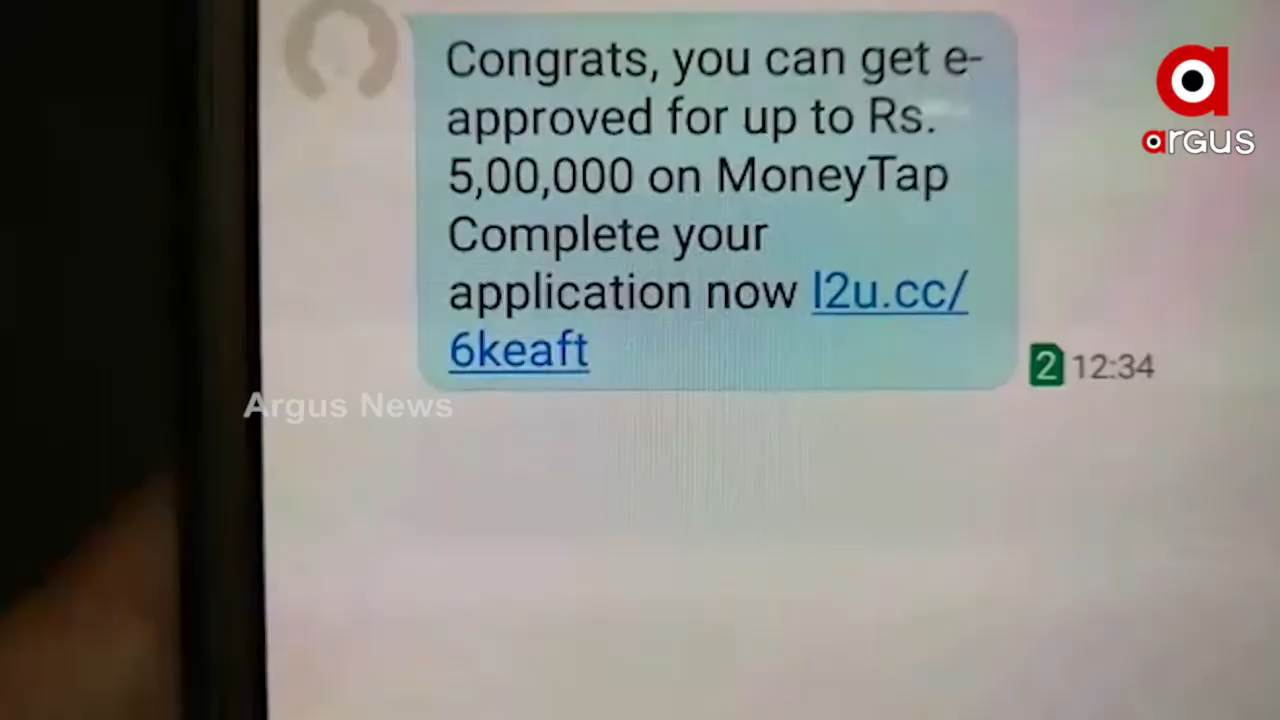 Congrats, you can get e-
approved for up to Rs.
5,00,000 on MoneyTap
Complete your
application now l2u.cc/
6keaft
2 12:34
argus
Argus News